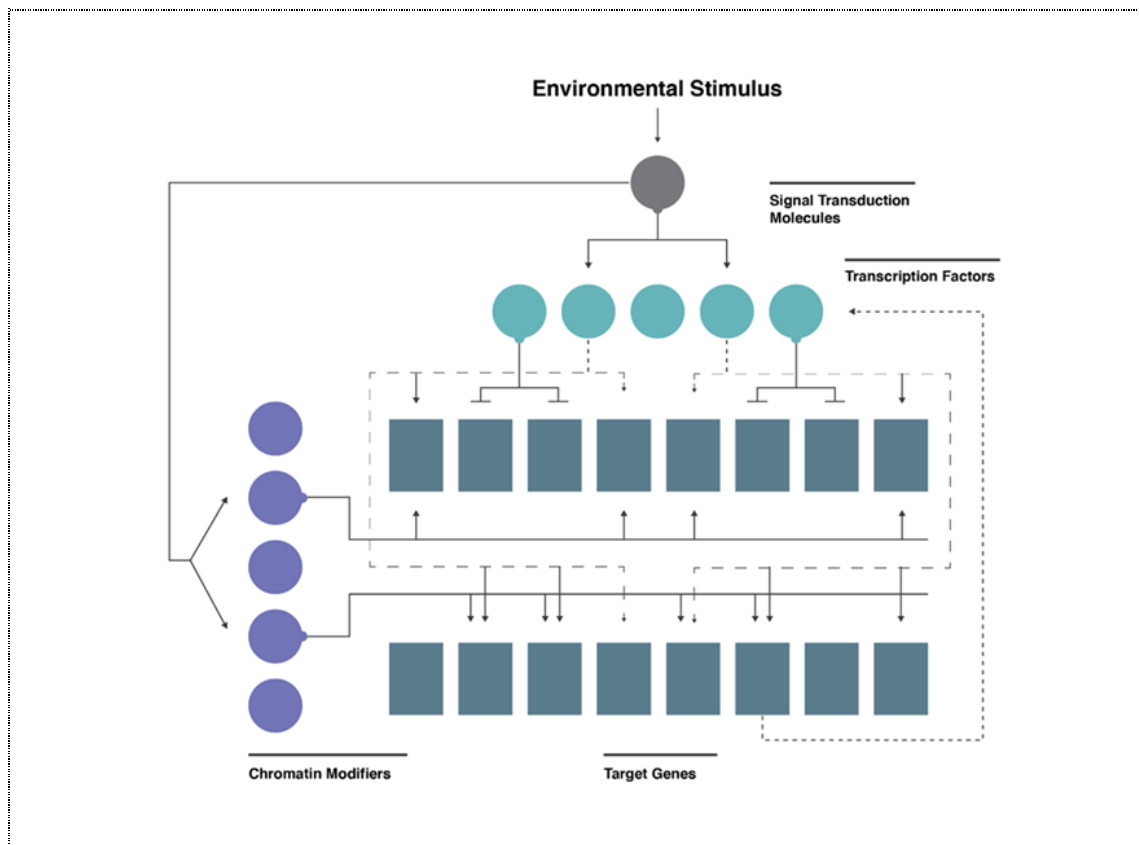 Environmental Stimulus
Signal Transduction
Molecules
Transcription Factors
Chromatin Modifiers
Target Genes